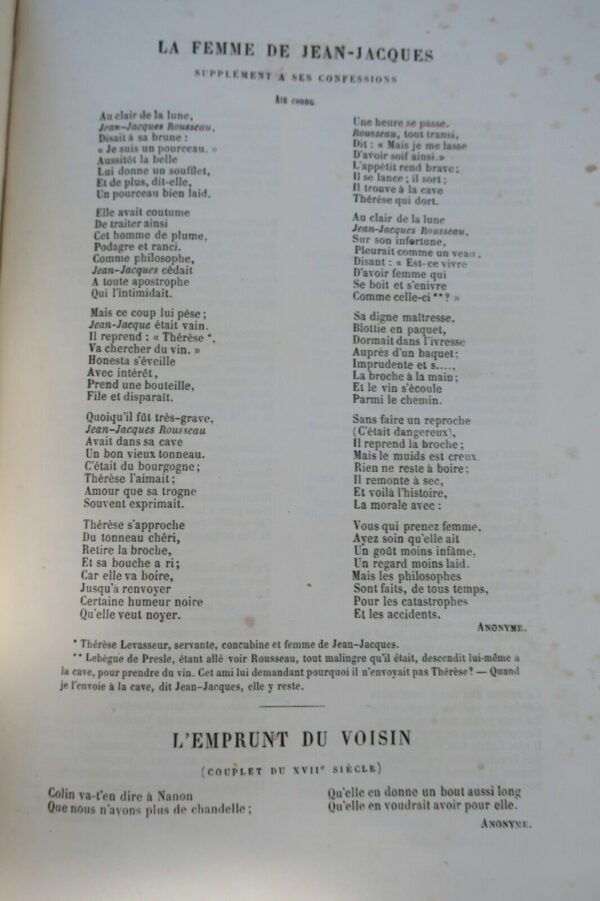 LA FEMME DE JEAN-JACQUES
SUPPLÉMENT A SES CONFESSIONS
AIR CONNU.
Au clair de la lune,
Jean-Jacques Rousseau,
Disait à sa brune :
« Je suis un pourceau. »
Aussitôt la belle
Lui donne un soufflet,
Et de plus, dit-elle,
Un pourceau bien laid.
Elle avait coutume
De traiter ainsi
Cet homme de plume,
Podagre et ranci.
Comme philosophe,
Jean-Jacques cédait
A toute apostrophe
Qui l'intimidait.
Mais ce coup lui pèse ;
Jean-Jacque était vain.
Il reprend : « Thérèse *,
Va chercher du vin. »
Honesta s'éveille
Avec intérêt,
Prend une bouteille,
File et disparaît.
Quoiqu'il fût très-grave,
Jean-Jacques Rousseau
Avait dans sa cave
Un bon vieux tonneau.
C'était du bourgogne ;
Thérèse l'aimait ;
Amour que sa trogne
Souvent exprimait.
Thérèse s'approche
Du tonneau chéri,
Retire la broche,
Et sa bouche a ri ;
Car elle va boire,
Jusqu'à renvoyer
Certaine humeur noire
Qu'elle veut noyer.
Une heure se passe.
Rousseau, tout transi,
Dit : « Mais je me lasse
D'avoir soif ainsi. »
L'appétit rend brave ;
Il se lance ; il sort ;
Il trouve à la cave
Thérèse qui dort.
Au clair de la lune
Jean-Jacques Rousseau,
Sur son infortune,
Pleurait comme un veau,
Disant : « Est-ce vivre
D'avoir femme qui
Se boit et s'enivre
Comme celle-ci ** ? »
Sa digne maîtresse,
Blottie en paquet,
Dormait dans l'ivresse
Auprès d'un baquet ;
Imprudente et s....,
La broche à la main ;
Et le vin s'écoule
Parmi le chemin.
Sans faire un reproche
(C'était dangereux),
Il reprend la broche ;
Mais le muids est creux.
Rien ne reste à boire ;
Il remonte à sec,
Et voilà l'histoire,
La morale avec :
Vous qui prenez femme,
Ayez soin qu'elle ait
Un goût moins infâme,
Un regard moins laid.
Mais les philosophes
Sont faits, de tous temps,
Pour les catastrophes
Et les accidents.
ANONYME.
* Thérèse Levasseur, servante, concubine et femme de Jean-Jacques.
** Lebègue de Presle, étant allé voir Rousseau, tout malingre qu'il était, descendit lui-même à
la cave, pour prendre du vin. Cet ami lui demandant pourquoi il n'envoyait pas Thérèse? — Quand
je l'envoie à la cave, dit Jean-Jacques, elle y reste.
L'EMPRUNT DU VOISIN
(COUPLET DU XVIIe SIÈCLE)
Colin va-t'en dire à Nanon
Que nous n'avons plus de chandelle ;
Qu'elle en donne un bout aussi long
Qu'elle en voudrait avoir pour elle.
ANONYME.